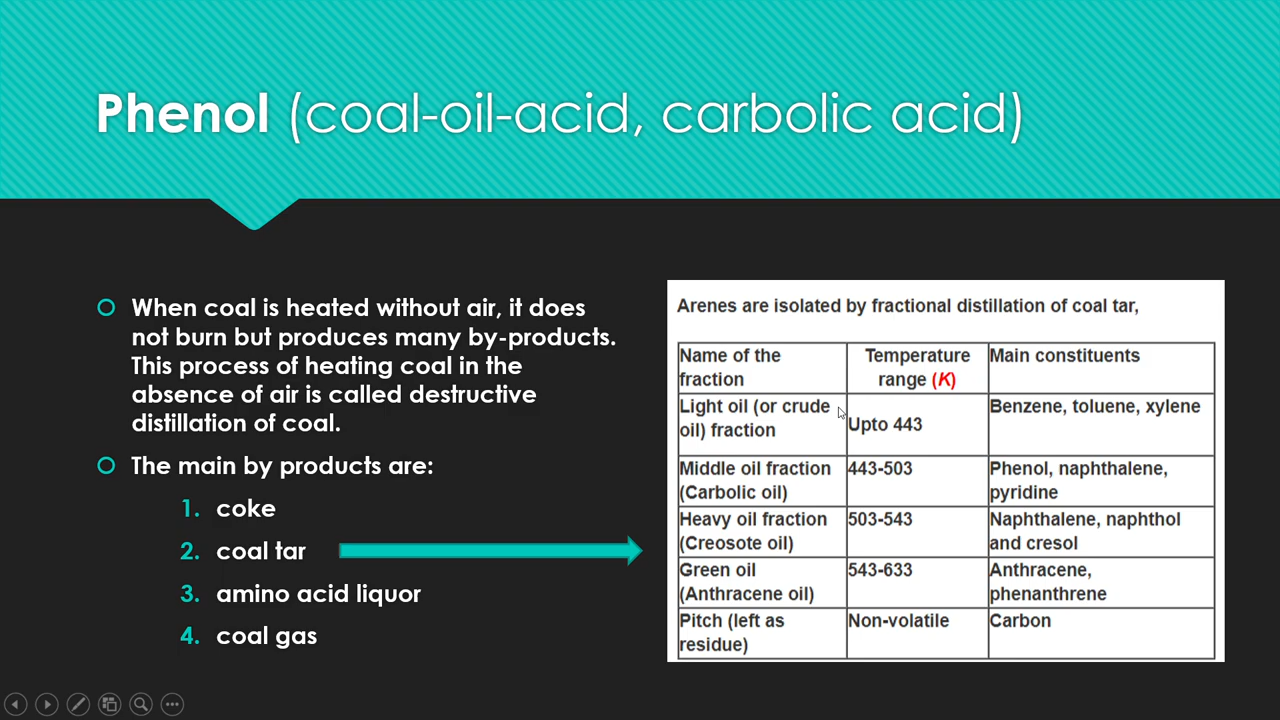 Phenol (coal-oil-acid, carbolic acid)
When coal is heated without air, it does
not burn but produces many by-products.
This process of heating coal in the
absence of air is called destructive
distillation of coal.
The main by products are:
1. coke
2. coal tar
3. amino acid liquor
4. coal gas
Arenes are isolated by fractional distillation of coal tar,
Name of the fraction Temperature range (K) Main constituents
Light oil (or crude oil) fraction Upto 443 Benzene, toluene, xylene
Middle oil fraction (Carbolic oil) 443-503 Phenol, naphthalene, pyridine
Heavy oil fraction (Creosote oil) 503-543 Naphthalene, naphthol and cresol
Green oil (Anthracene oil) 543-633 Anthracene, phenanthrene
Pitch (left as residue) Non-volatile Carbon